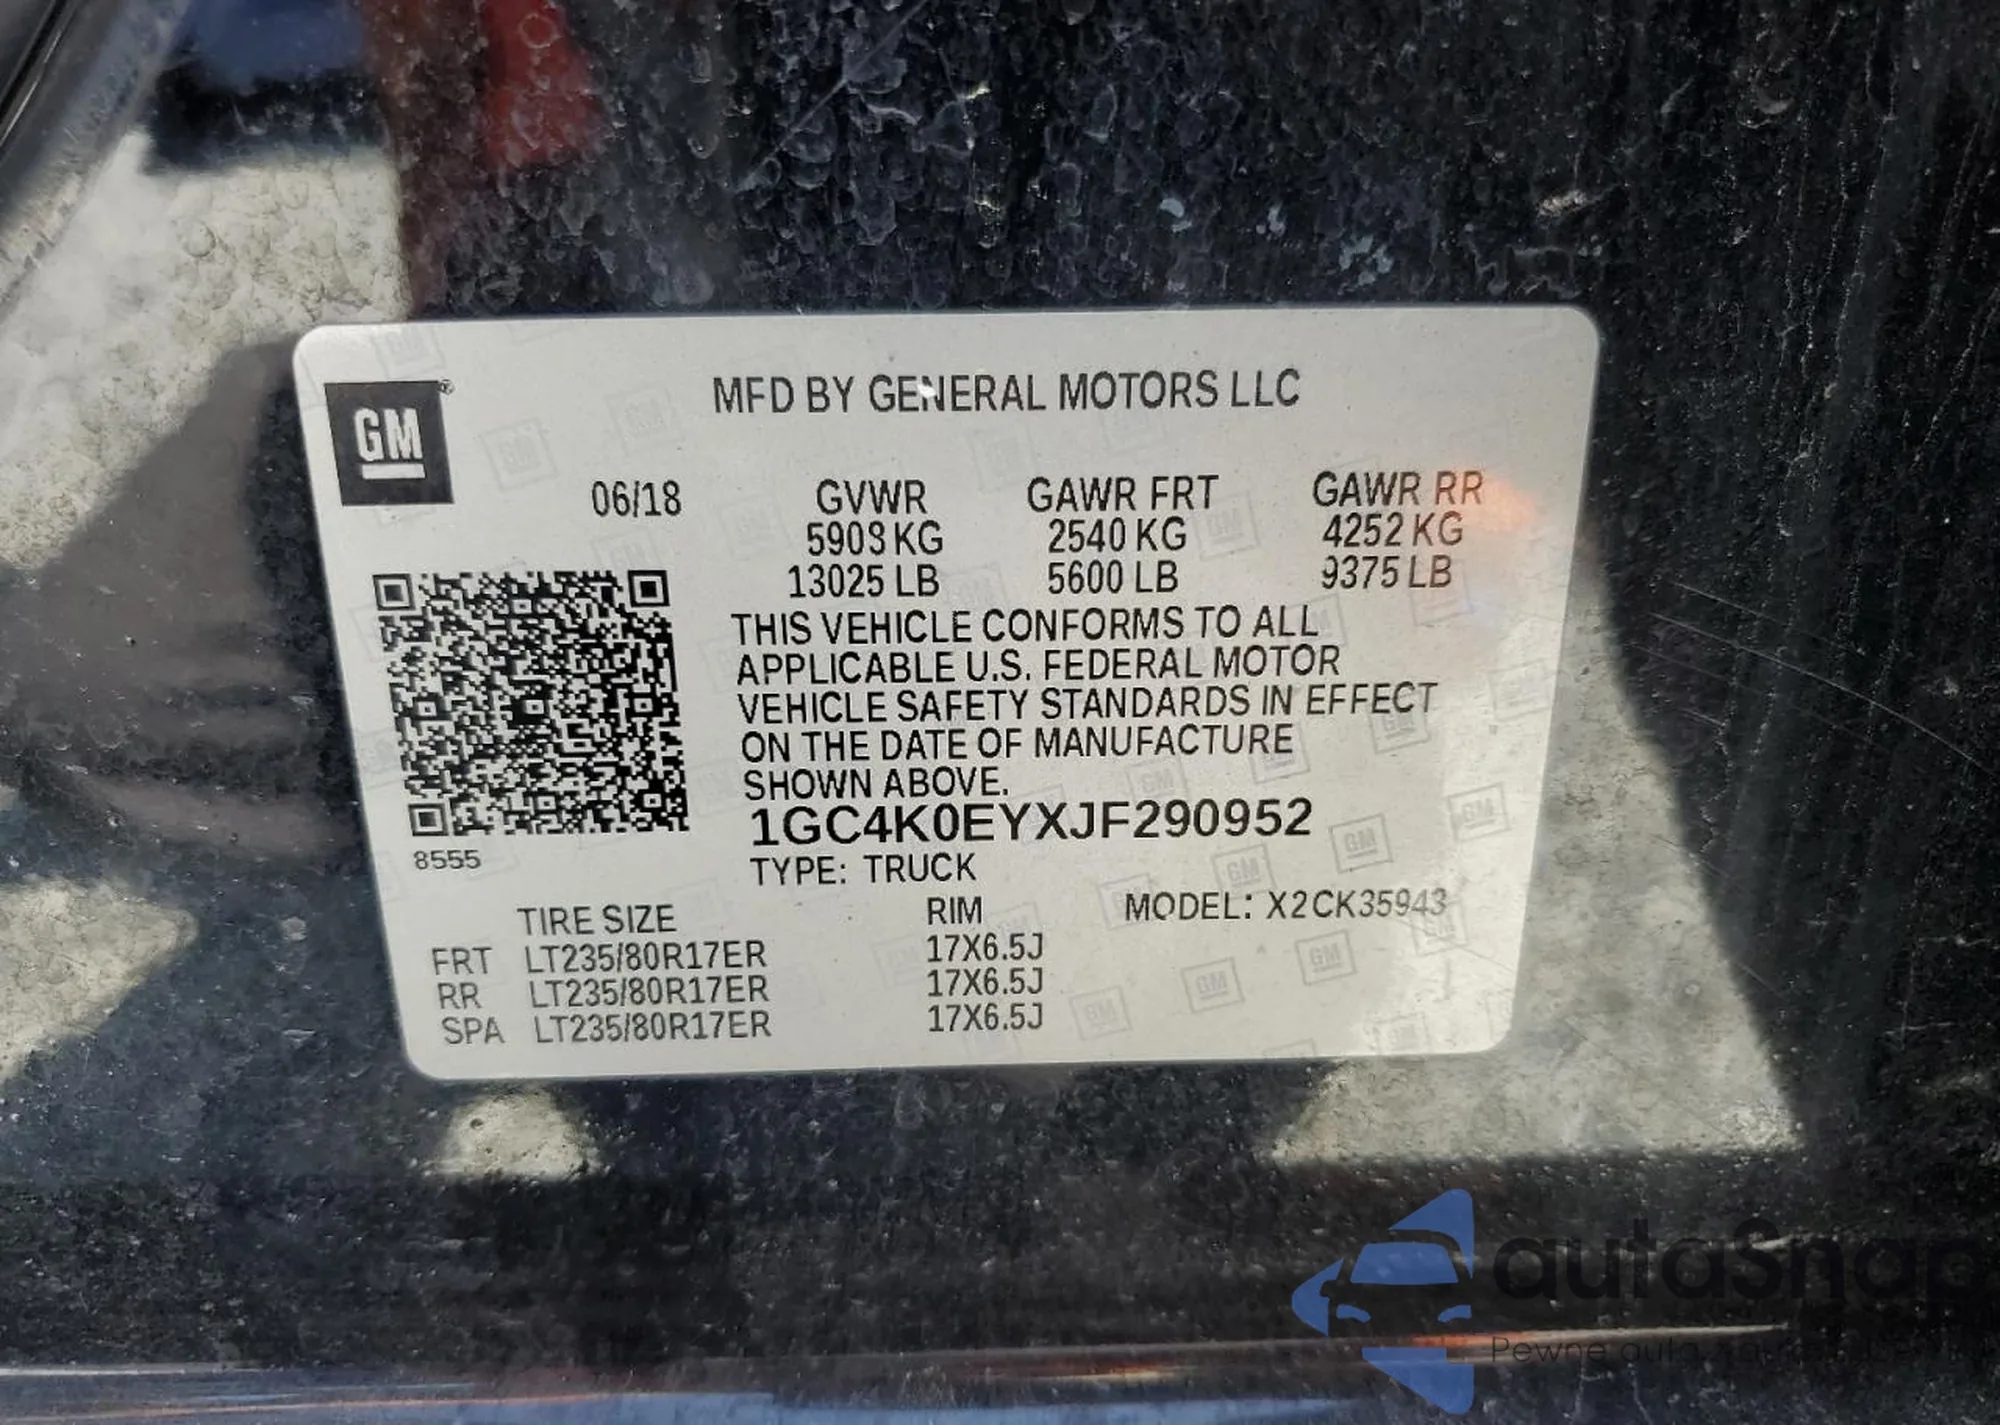 MFD BY GENERAL MOTORS LLC
GM
®
06/18 GVWR GAWR FRT GAWR RR
5908 KG 2540 KG 4252 KG
13025 LB 5600 LB 9375 LB
THIS VEHICLE CONFORMS TO ALL
APPLICABLE U.S. FEDERAL MOTOR
VEHICLE SAFETY STANDARDS IN EFFECT
ON THE DATE OF MANUFACTURE
SHOWN ABOVE.
1GC4K0EYXJF290952
8555
TYPE: TRUCK
TIRE SIZE RIM MODEL: X2CK35943
FRT LT235/80R17ER 17X6.5J
RR LT235/80R17ER 17X6.5J
SPA LT235/80R17ER 17X6.5J
autaSnap
Pewne auta